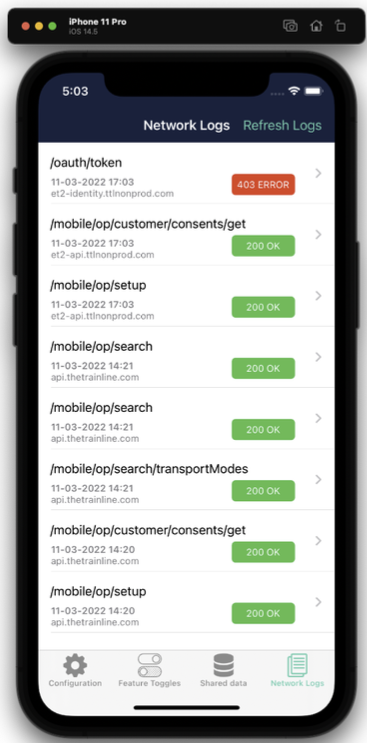 iPhone 11 Pro
iOS 14.5
5:03
Network Logs Refresh Logs
/oauth/token
11-03-2022 17:03
et2-identity.ttlnonprod.com
403 ERROR
/mobile/op/customer/consents/get
11-03-2022 17:03
et2-api.ttlnonprod.com
200 OK
/mobile/op/setup
11-03-2022 17:03
et2-api.ttlnonprod.com
200 OK
/mobile/op/search
11-03-2022 14:21
api.thetrainline.com
200 OK
/mobile/op/search
11-03-2022 14:21
api.thetrainline.com
200 OK
/mobile/op/search/transportModes
11-03-2022 14:21
api.thetrainline.com
200 OK
/mobile/op/customer/consents/get
11-03-2022 14:20
api.thetrainline.com
200 OK
/mobile/op/setup
11-03-2022 14:20
api.thetrainline.com
200 OK
Configuration Feature Toggles Shared data Network Logs